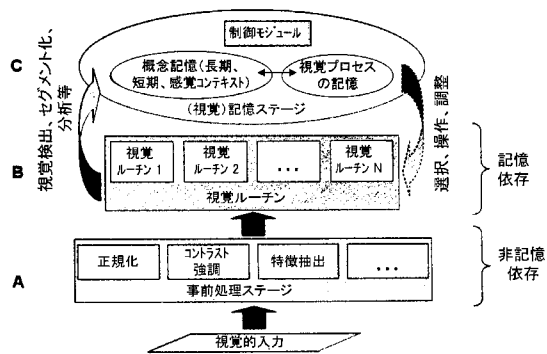 制御モジュール
C
概念記憶(長期、
短期、感覚コンテキスト)
視覚プロセス
の記憶
(視覚)記憶ステージ
視覚検出、セグメント化、
分析等
選択、操作、調整
B
視覚
ルーチン 1
視覚
ルーチン 2
...
視覚
ルーチン N
視覚ルーチン
記憶
依存
A
正規化
コントラスト
強調
特徴抽出
...
事前処理ステージ
非記憶
依存
視覚的入力